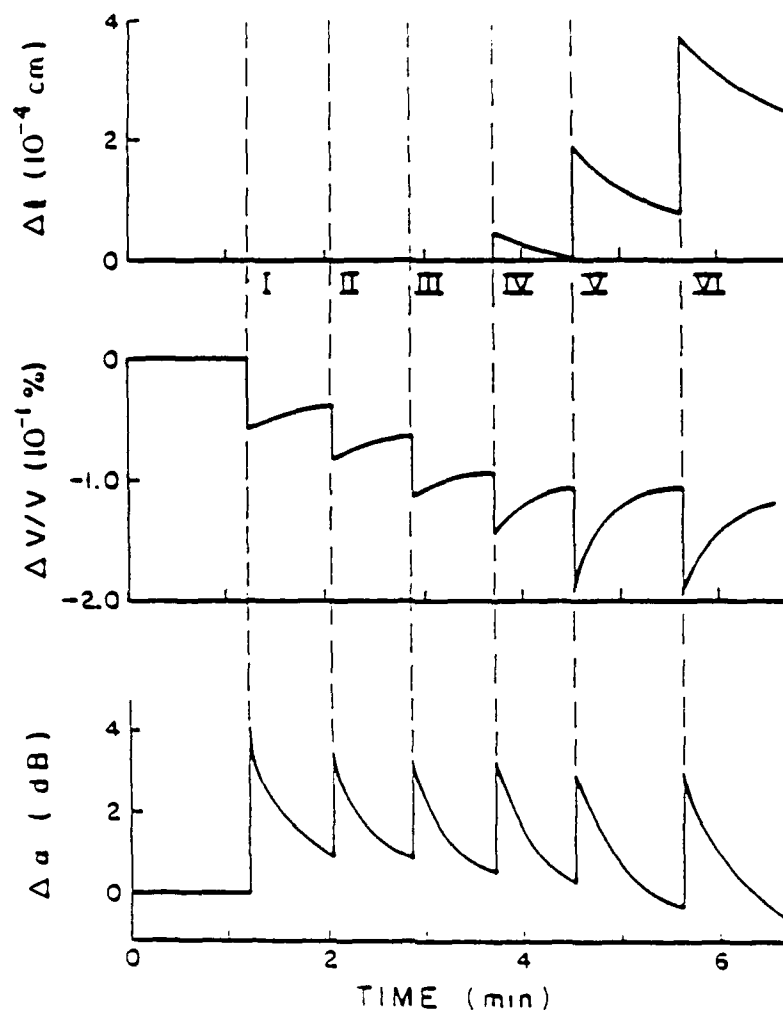 Δℓ (10⁻⁴ cm)
4
2
0
I II III IV V VI
ΔV/V (10⁻¹ %)
0
-1.0
-2.0
Δα (dB)
4
2
0
0 2 4 6
TIME (min)